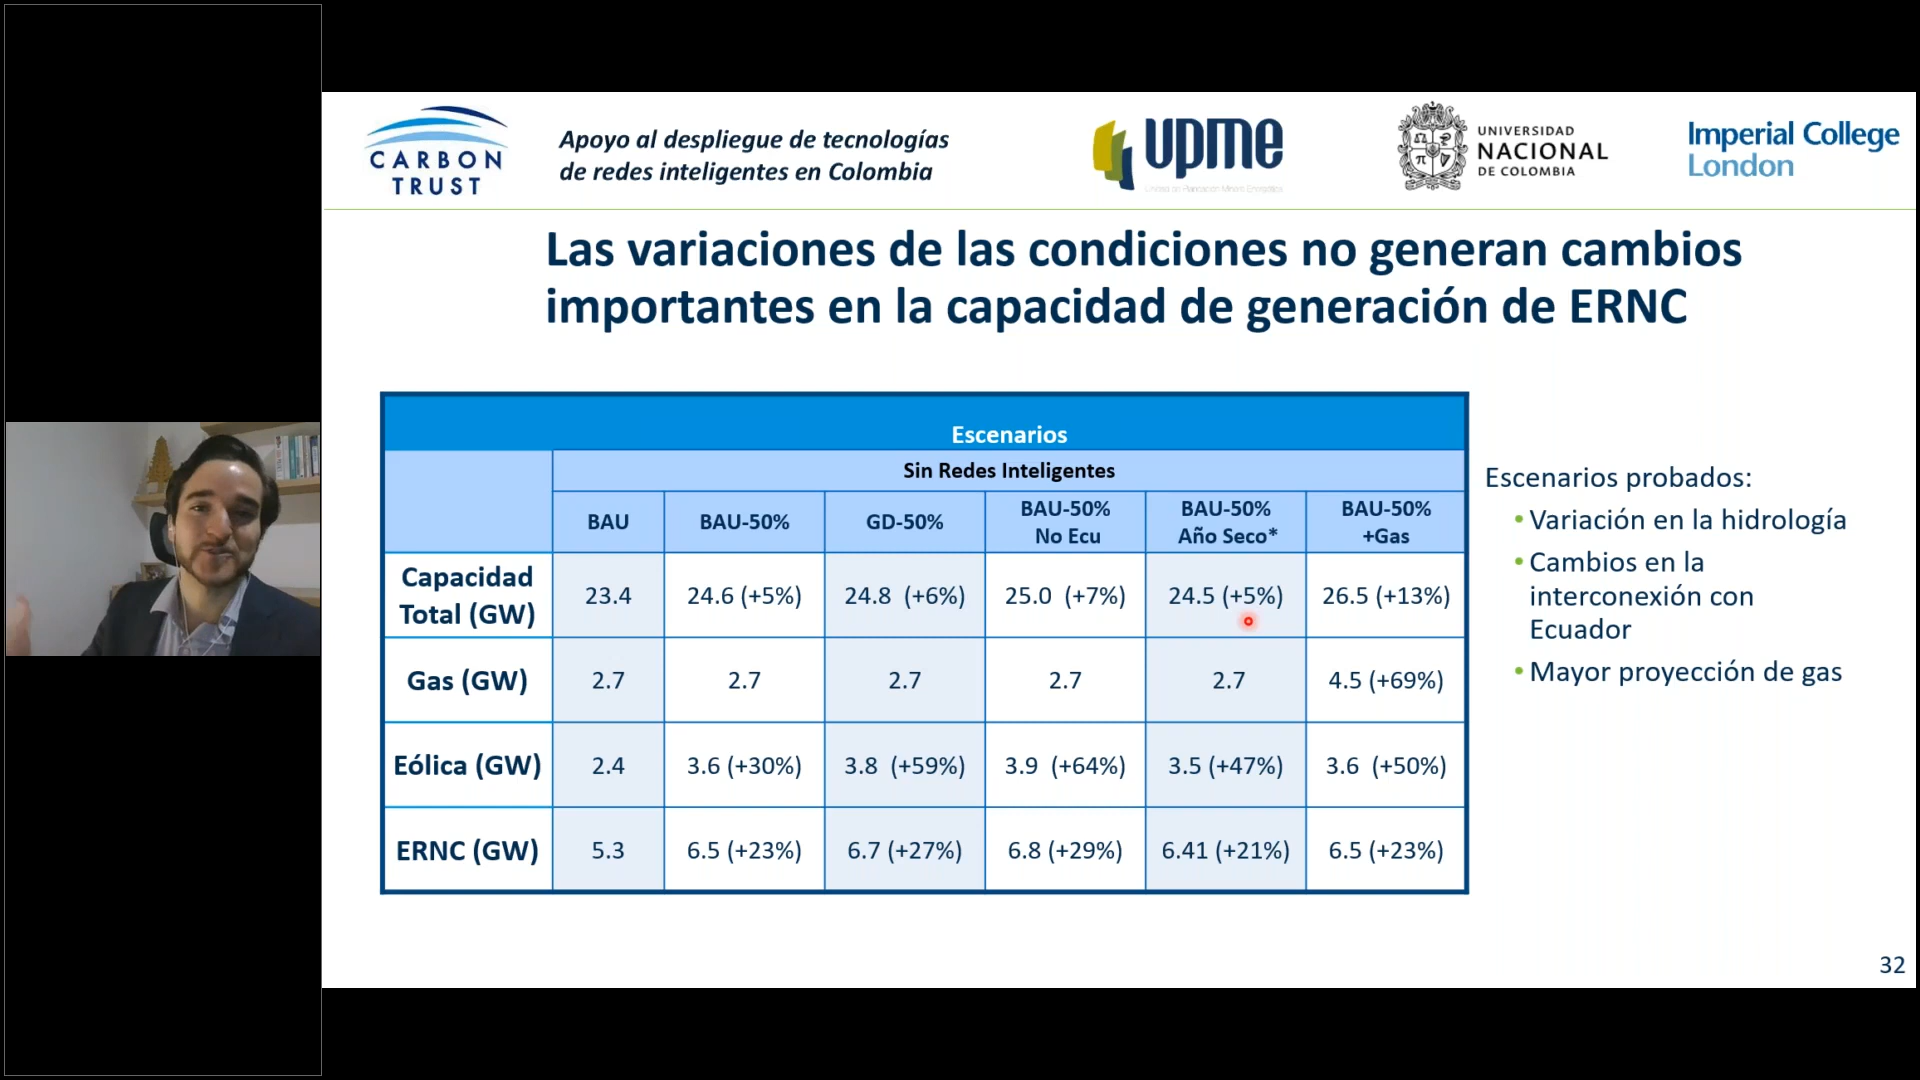 CARBON
TRUST
Apoyo al despliegue de tecnologías
de redes inteligentes en Colombia
upme
Unidad de Planeación Minero Energética
UNIVERSIDAD
NACIONAL
DE COLOMBIA
Imperial College
London
Las variaciones de las condiciones no generan cambios
importantes en la capacidad de generación de ERNC
Escenarios
Sin Redes Inteligentes
BAU BAU-50% GD-50% BAU-50% No Ecu BAU-50% Año Seco* BAU-50% +Gas
Capacidad Total (GW) 23.4 24.6 (+5%) 24.8 (+6%) 25.0 (+7%) 24.5 (+5%) 26.5 (+13%)
Gas (GW) 2.7 2.7 2.7 2.7 2.7 4.5 (+69%)
Eólica (GW) 2.4 3.6 (+30%) 3.8 (+59%) 3.9 (+64%) 3.5 (+47%) 3.6 (+50%)
ERNC (GW) 5.3 6.5 (+23%) 6.7 (+27%) 6.8 (+29%) 6.41 (+21%) 6.5 (+23%)
Escenarios probados:
• Variación en la hidrología
• Cambios en la
interconexión con
Ecuador
• Mayor proyección de gas
32